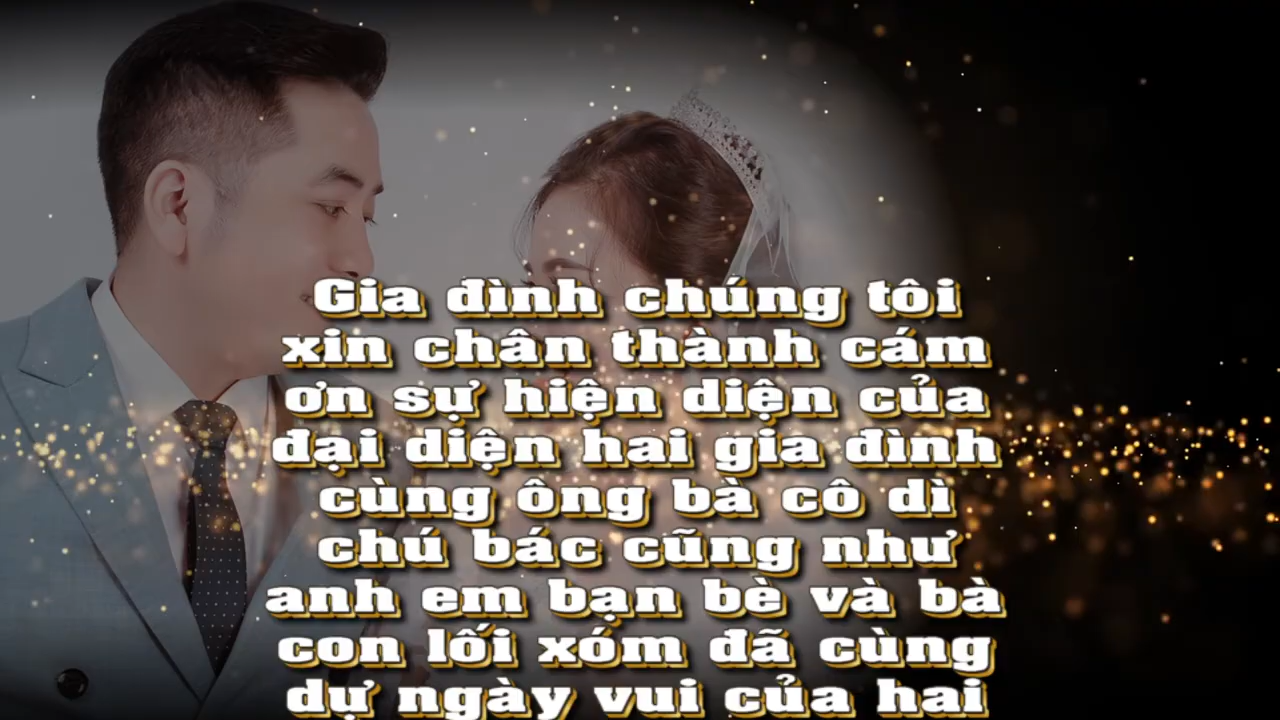 Gia đình chúng tôi
xin chân thành cám
ơn sự hiện diện của
đại diện hai gia đình
cùng ông bà cô dì
chú bác cũng như
anh em bạn bè và bà
con lối xóm đã cùng
dự ngày vui của hai